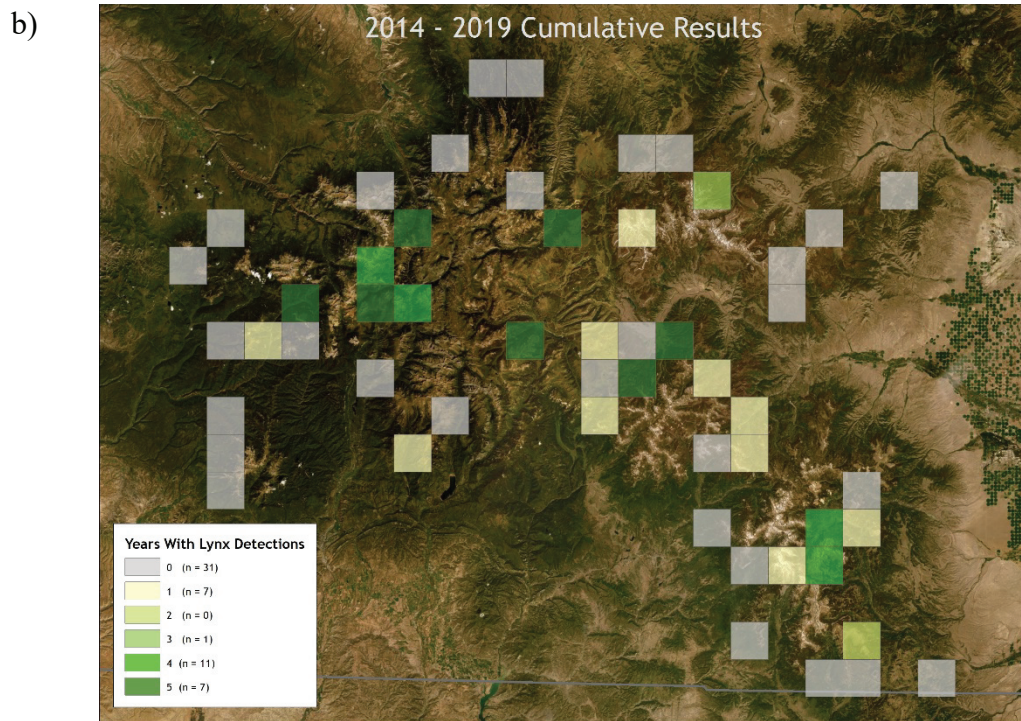 b)
2014 - 2019 Cumulative Results
Years With Lynx Detections
0 (n = 31)
1 (n = 7)
2 (n = 0)
3 (n = 1)
4 (n = 11)
5 (n = 7)